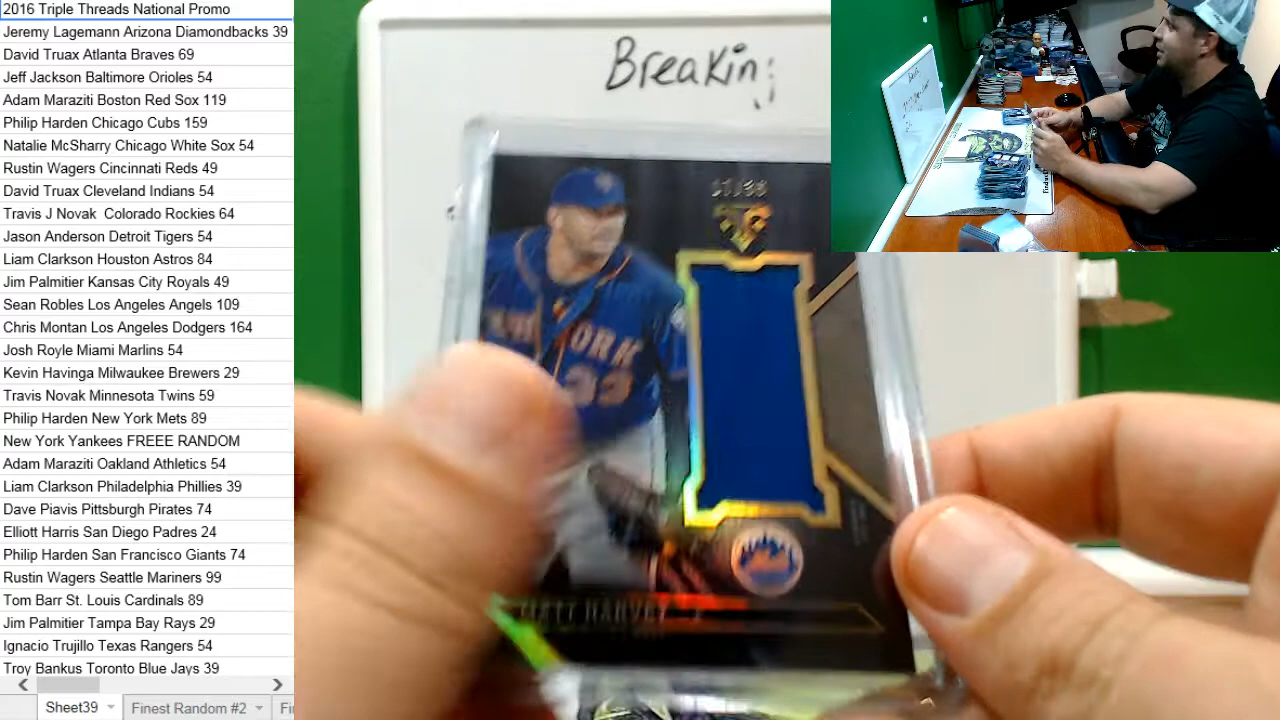 2016 Triple Threads National Promo
Jeremy Lagemann Arizona Diamondbacks 39
David Truax Atlanta Braves 69
Jeff Jackson Baltimore Orioles 54
Adam Maraziti Boston Red Sox 119
Philip Harden Chicago Cubs 159
Natalie McSharry Chicago White Sox 54
Rustin Wagers Cincinnati Reds 49
David Truax Cleveland Indians 54
Travis J Novak Colorado Rockies 64
Jason Anderson Detroit Tigers 54
Liam Clarkson Houston Astros 84
Jim Palmitier Kansas City Royals 49
Sean Robles Los Angeles Angels 109
Chris Montan Los Angeles Dodgers 164
Josh Royle Miami Marlins 54
Kevin Havinga Milwaukee Brewers 29
Travis Novak Minnesota Twins 59
Philip Harden New York Mets 89
New York Yankees FREEE RANDOM
Adam Maraziti Oakland Athletics 54
Liam Clarkson Philadelphia Phillies 39
Dave Piavis Pittsburgh Pirates 74
Elliott Harris San Diego Padres 24
Philip Harden San Francisco Giants 74
Rustin Wagers Seattle Mariners 99
Tom Barr St. Louis Cardinals 89
Jim Palmitier Tampa Bay Rays 29
Ignacio Trujillo Texas Rangers 54
Troy Bankus Toronto Blue Jays 39
Sheet39
Finest Random #2
Fi
Breakin
YORK
33
Mets
MATT HARVEY